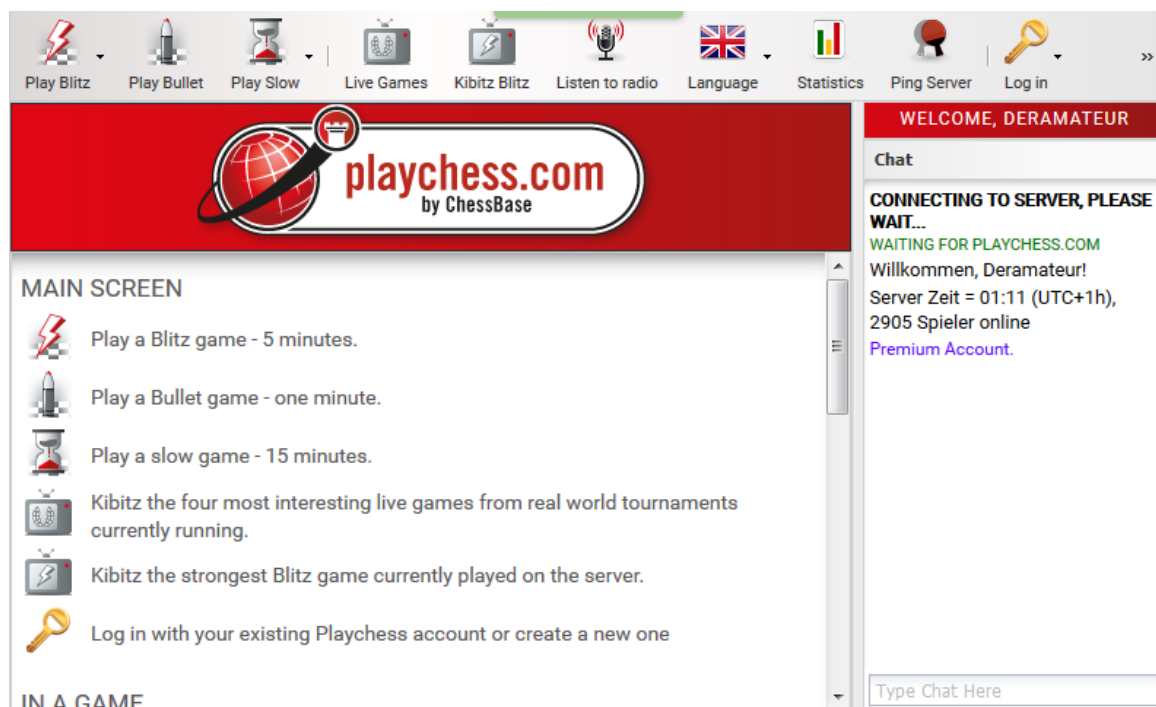 Play Blitz
Play Bullet
Play Slow
Live Games
Kibitz Blitz
Listen to radio
Language
Statistics
Ping Server
Log in
»
playchess.com
by ChessBase
MAIN SCREEN
Play a Blitz game - 5 minutes.
Play a Bullet game - one minute.
Play a slow game - 15 minutes.
Kibitz the four most interesting live games from real world tournaments
currently running.
Kibitz the strongest Blitz game currently played on the server.
Log in with your existing Playchess account or create a new one
IN A GAME
WELCOME, DERAMATEUR
Chat
CONNECTING TO SERVER, PLEASE
WAIT...
WAITING FOR PLAYCHESS.COM
Willkommen, Deramateur!
Server Zeit = 01:11 (UTC+1h),
2905 Spieler online
Premium Account.
Type Chat Here